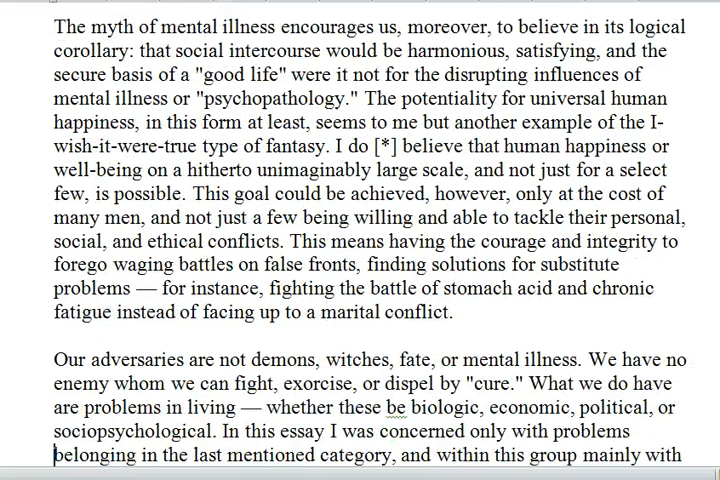 The myth of mental illness encourages us, moreover, to believe in its logical
corollary: that social intercourse would be harmonious, satisfying, and the
secure basis of a "good life" were it not for the disrupting influences of
mental illness or "psychopathology." The potentiality for universal human
happiness, in this form at least, seems to me but another example of the I-
wish-it-were-true type of fantasy. I do [*] believe that human happiness or
well-being on a hitherto unimaginably large scale, and not just for a select
few, is possible. This goal could be achieved, however, only at the cost of
many men, and not just a few being willing and able to tackle their personal,
social, and ethical conflicts. This means having the courage and integrity to
forego waging battles on false fronts, finding solutions for substitute
problems — for instance, fighting the battle of stomach acid and chronic
fatigue instead of facing up to a marital conflict.
Our adversaries are not demons, witches, fate, or mental illness. We have no
enemy whom we can fight, exorcise, or dispel by "cure." What we do have
are problems in living — whether these be biologic, economic, political, or
sociopsychological. In this essay I was concerned only with problems
belonging in the last mentioned category, and within this group mainly with